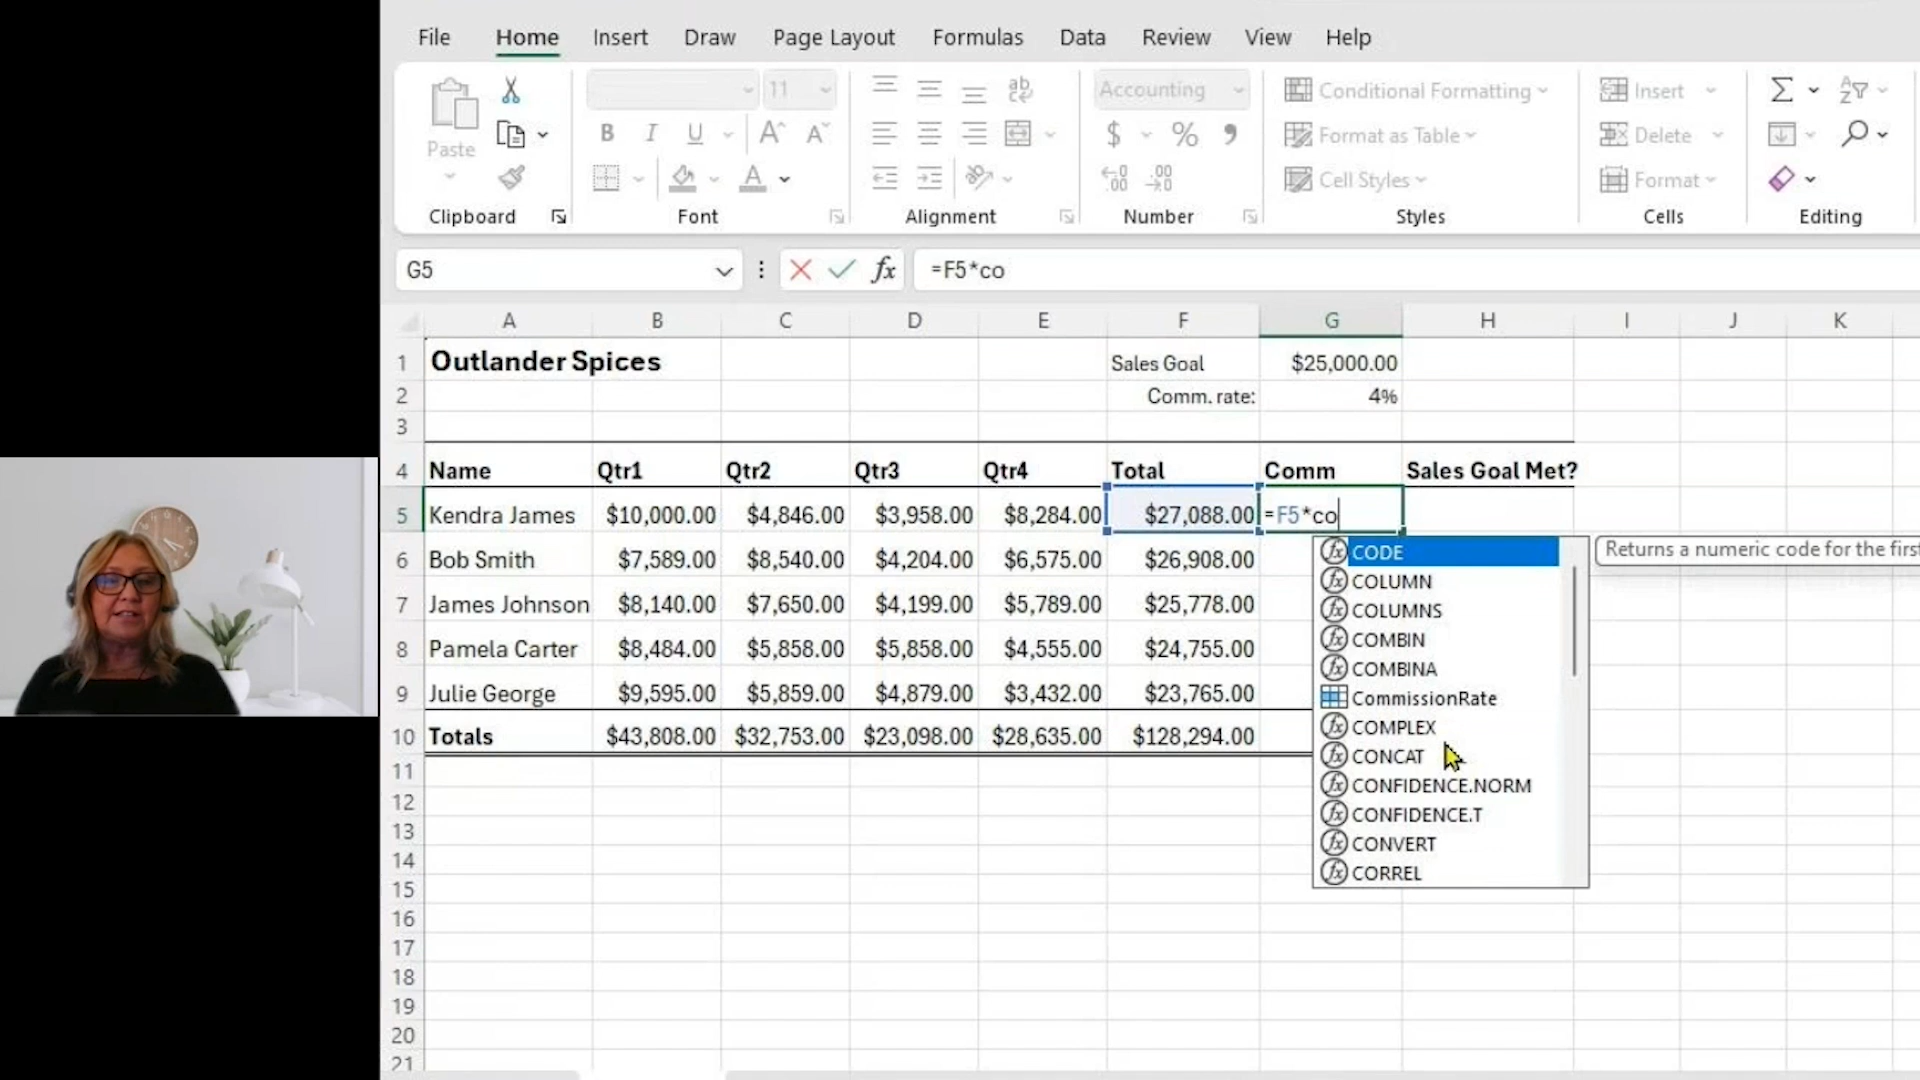 File Home Insert Draw Page Layout Formulas Data Review View Help
Paste
Clipboard
11
B I U A A
A
Font
ab
Alignment
Accounting
$ % 9
Number
Conditional Formatting
Format as Table
Cell Styles
Styles
Insert
Delete
Format
Cells
Editing
G5 fx =F5*co
A B C D E F G H I J K
1 Outlander Spices Sales Goal $25,000.00
2 Comm. rate: 4%
3
4 Name Qtr1 Qtr2 Qtr3 Qtr4 Total Comm Sales Goal Met?
5 Kendra James $10,000.00 $4,846.00 $3,958.00 $8,284.00 $27,088.00 =F5*co
6 Bob Smith $7,589.00 $8,540.00 $4,204.00 $6,575.00 $26,908.00
7 James Johnson $8,140.00 $7,650.00 $4,199.00 $5,789.00 $25,778.00
8 Pamela Carter $8,484.00 $5,858.00 $5,858.00 $4,555.00 $24,755.00
9 Julie George $9,595.00 $5,859.00 $4,879.00 $3,432.00 $23,765.00
10 Totals $43,808.00 $32,753.00 $23,098.00 $28,635.00 $128,294.00
11
12
13
14
15
16
17
18
19
20
21
CODE
COLUMN
COLUMNS
COMBIN
COMBINA
CommissionRate
COMPLEX
CONCAT
CONFIDENCE.NORM
CONFIDENCE.T
CONVERT
CORREL
Returns a numeric code for the first